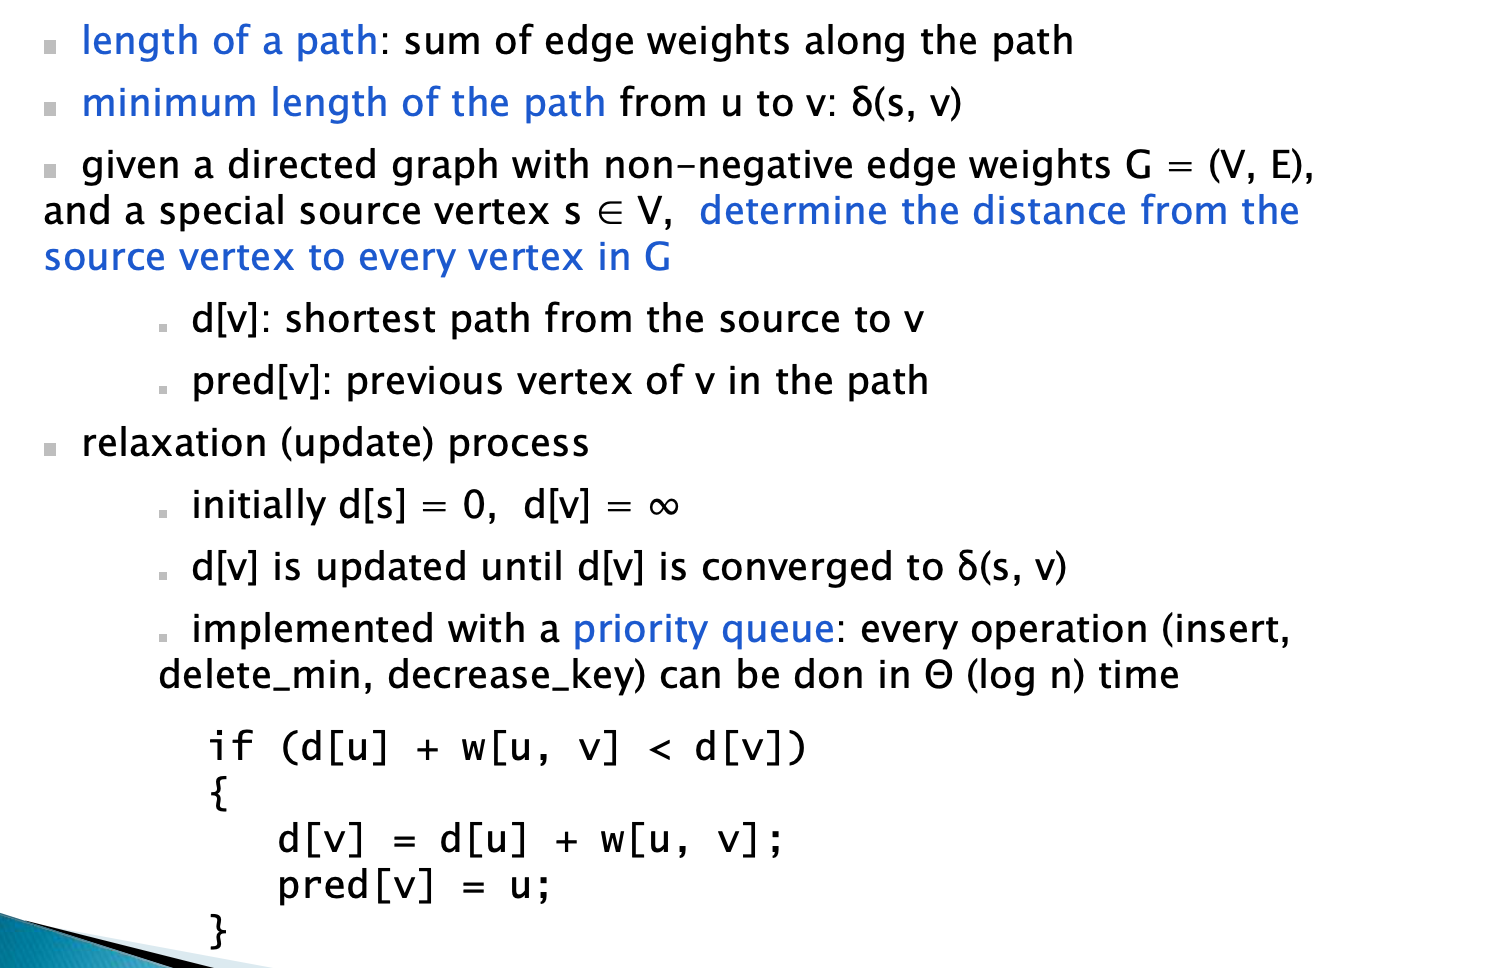 length of a path: sum of edge weights along the path
minimum length of the path from u to v: δ(s, v)
given a directed graph with non-negative edge weights G = (V, E),
and a special source vertex s ∈ V, determine the distance from the
source vertex to every vertex in G
d[v]: shortest path from the source to v
pred[v]: previous vertex of v in the path
relaxation (update) process
initially d[s] = 0, d[v] = ∞
d[v] is updated until d[v] is converged to δ(s, v)
implemented with a priority queue: every operation (insert,
delete_min, decrease_key) can be don in Θ (log n) time
if (d[u] + w[u, v] < d[v])
{
d[v] = d[u] + w[u, v];
pred[v] = u;
}